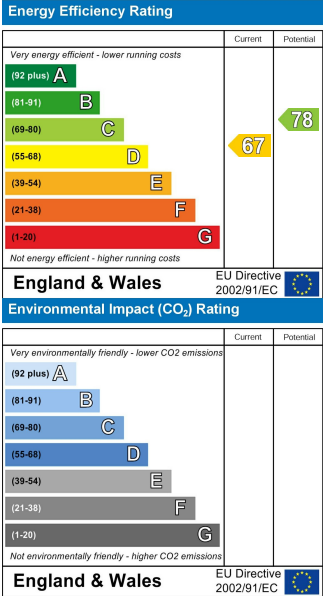 Energy Efficiency Rating
Current Potential
Very energy efficient - lower running costs
(92 plus) A
(81-91) B
(69-80) C
(55-68) D
(39-54) E
(21-38) F
(1-20) G
67
78
Not energy efficient - higher running costs
England & Wales
EU Directive
2002/91/EC
Environmental Impact (CO₂) Rating
Current Potential
Very environmentally friendly - lower CO2 emissions
(92 plus) A
(81-91) B
(69-80) C
(55-68) D
(39-54) E
(21-38) F
(1-20) G
Not environmentally friendly - higher CO2 emissions
England & Wales
EU Directive
2002/91/EC